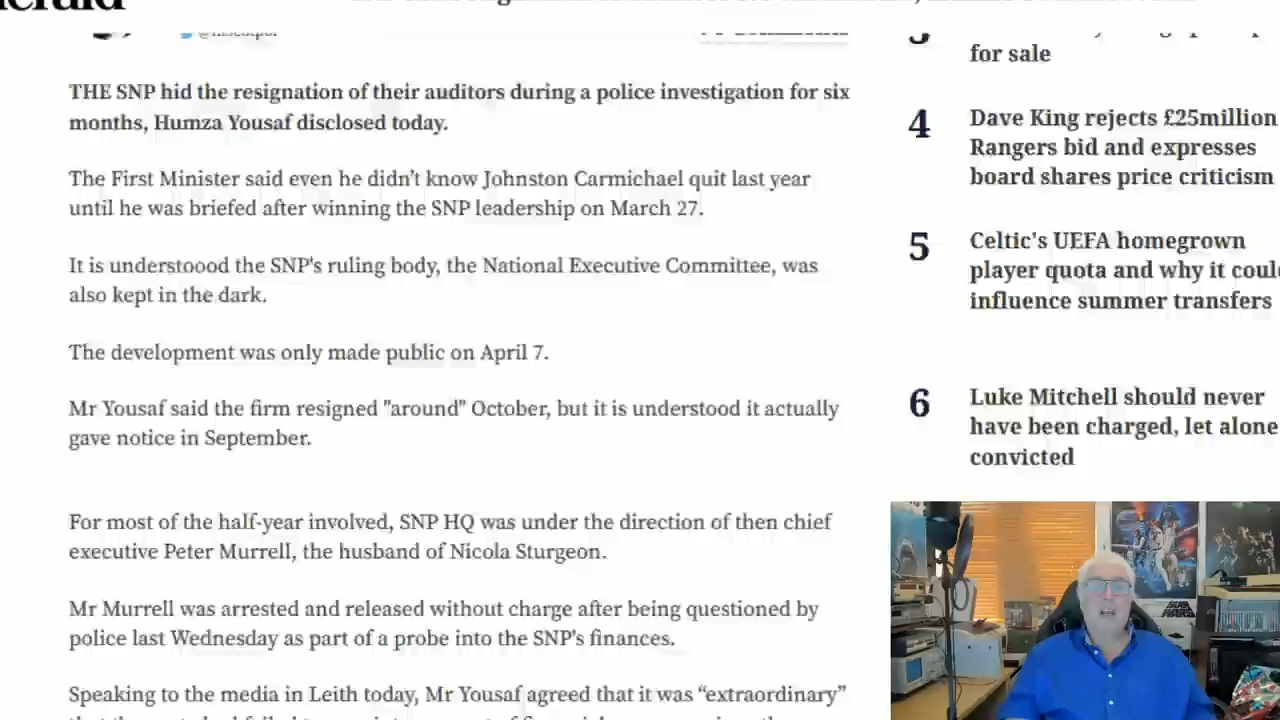 THE SNP hid the resignation of their auditors during a police investigation for six
months, Humza Yousaf disclosed today.
The First Minister said even he didn't know Johnston Carmichael quit last year
until he was briefed after winning the SNP leadership on March 27.
It is understoood the SNP's ruling body, the National Executive Committee, was
also kept in the dark.
The development was only made public on April 7.
Mr Yousaf said the firm resigned "around" October, but it is understood it actually
gave notice in September.
For most of the half-year involved, SNP HQ was under the direction of then chief
executive Peter Murrell, the husband of Nicola Sturgeon.
Mr Murrell was arrested and released without charge after being questioned by
police last Wednesday as part of a probe into the SNP's finances.
Speaking to the media in Leith today, Mr Yousaf agreed that it was “extraordinary”
for sale
4
Dave King rejects £25million
Rangers bid and expresses
board shares price criticism
5
Celtic's UEFA homegrown
player quota and why it could
influence summer transfers
6
Luke Mitchell should never
have been charged, let alone
convicted